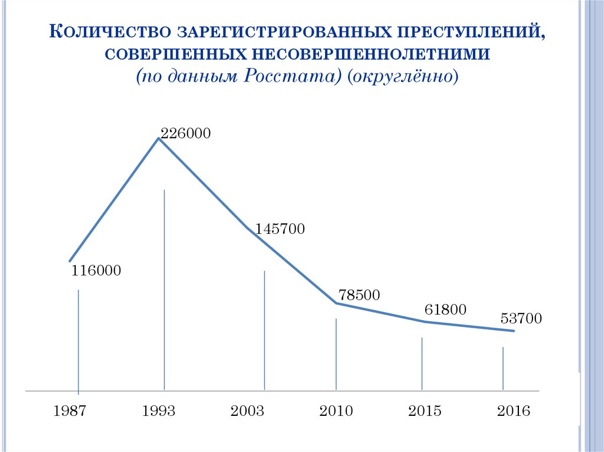 Количество зарегистрированных преступлений,
совершенных несовершеннолетними
(по данным Росстата) (округлённо)
226000
145700
116000
78500
61800
53700
1987 1993 2003 2010 2015 2016